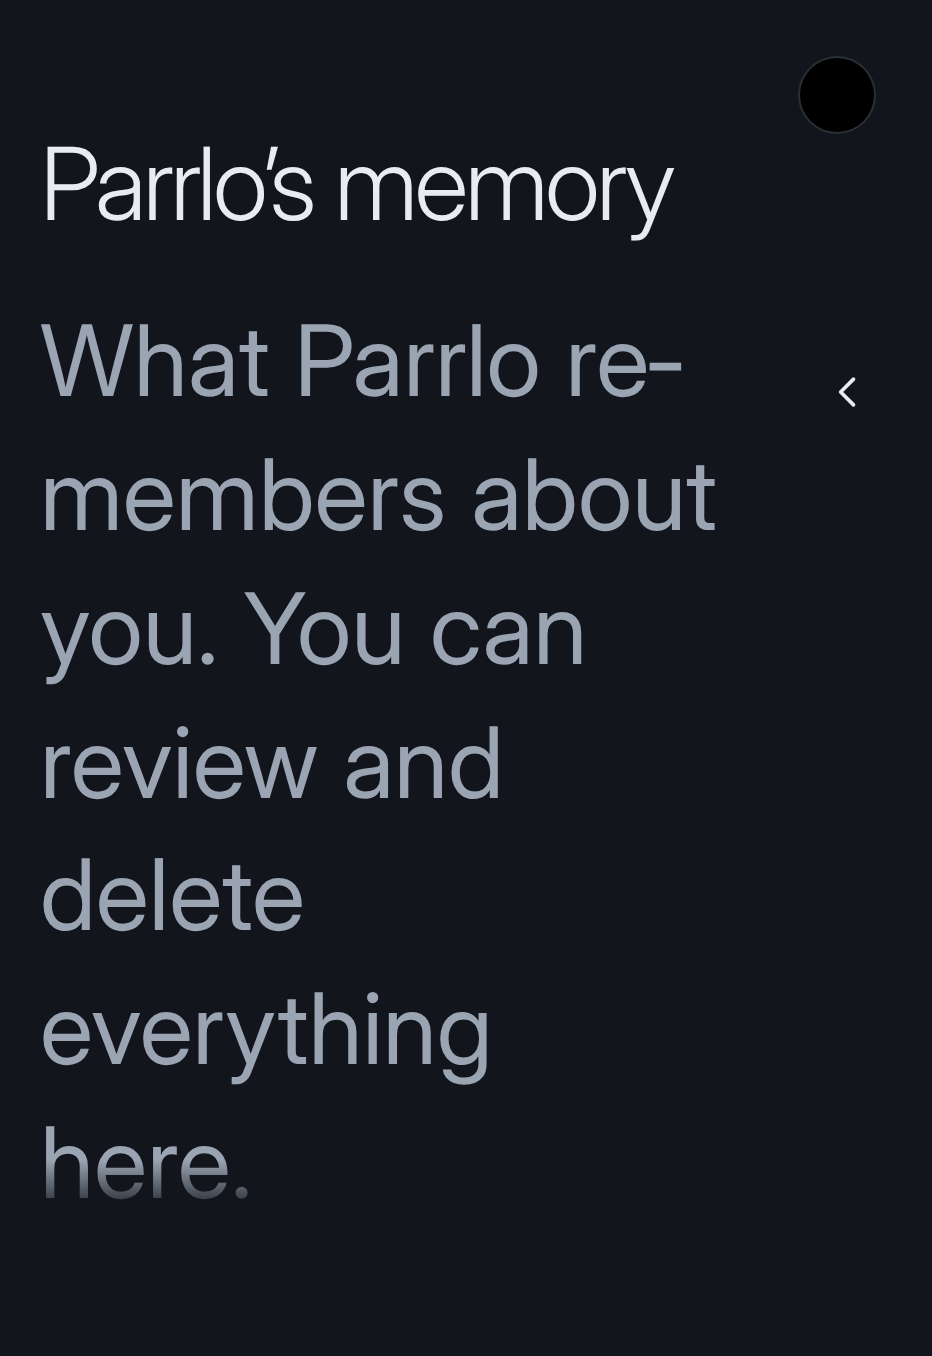 Parrlo’s memory
What Parrlo re-
members about
you. You can
review and
delete
everything
here.